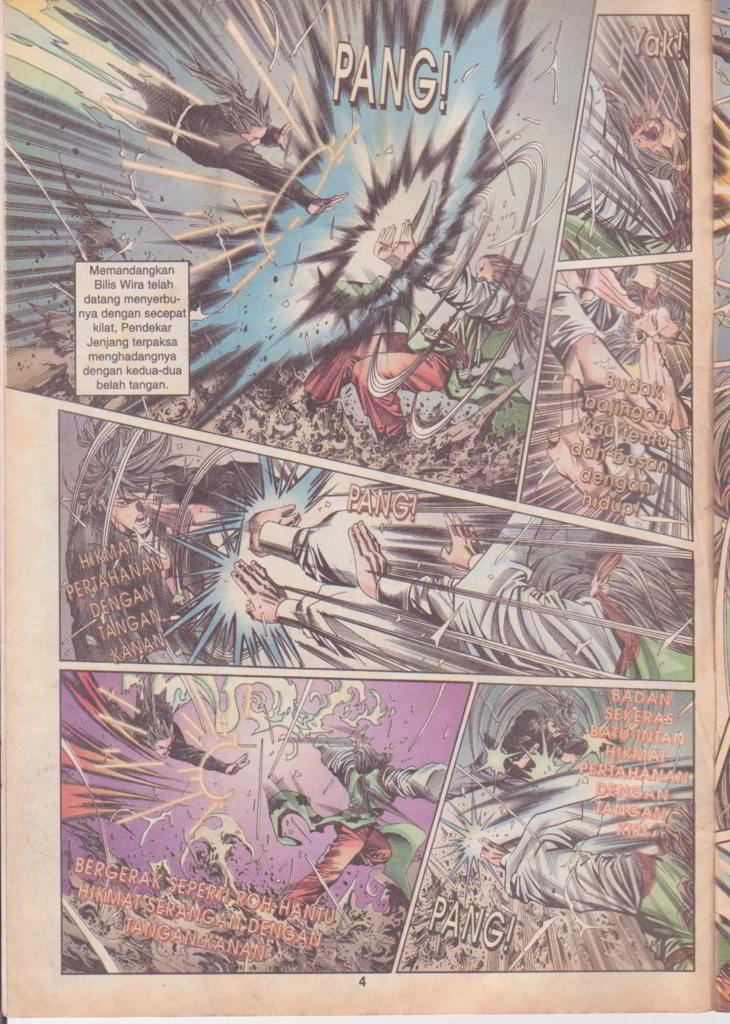 PANG!
Yak!
Memandangkan
Bilis Wira telah
datang menyerbu-
nya dengan secepat
kilat, Pendekar
Jenjang terpaksa
menghadangnya
dengan kedua-dua
belah tangan.
Budak
bajingan!
Kau tentu
dah bosan
dengan
hidup!
PANG!
HIKMAT
PERTAHANAN
DENGAN
TANGAN
KANAN
BERGERAK SEPERTI ROH HANTU
HIKMAT SERANGAN DENGAN
TANGAN KANAN
BADAN
SEKERAS
BATU INTAN
HIKMAT
PERTAHANAN
DENGAN
TANGAN
KIRI
PANG!
4